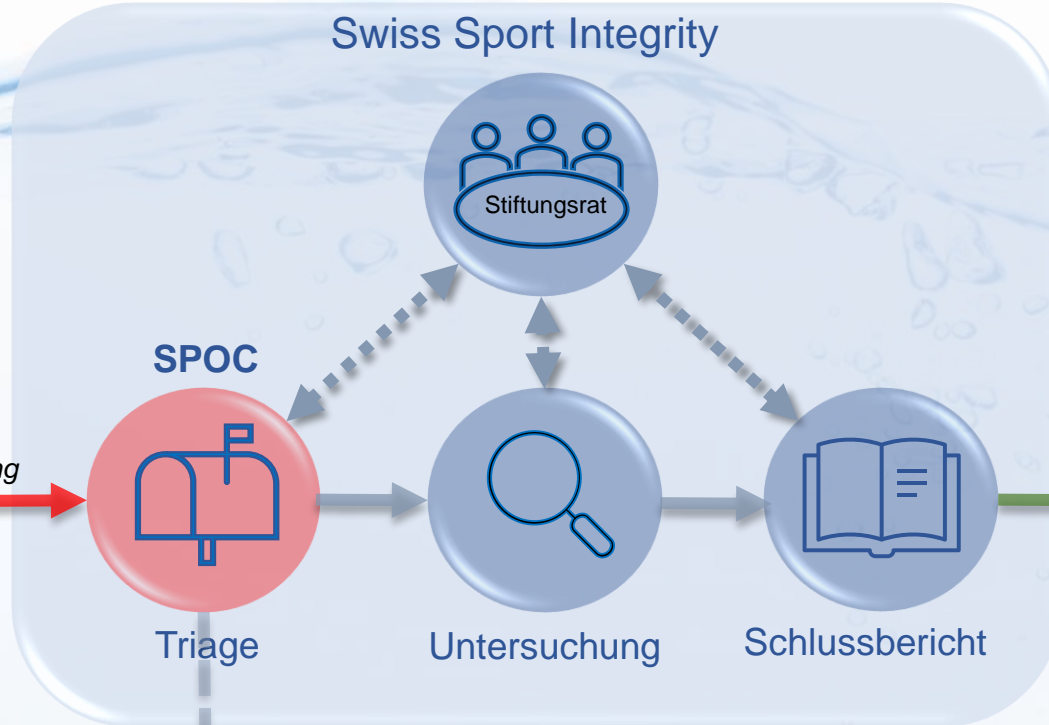 Swiss Sport Integrity
Stiftungsrat
SPOC
Triage
Untersuchung
Schlussbericht